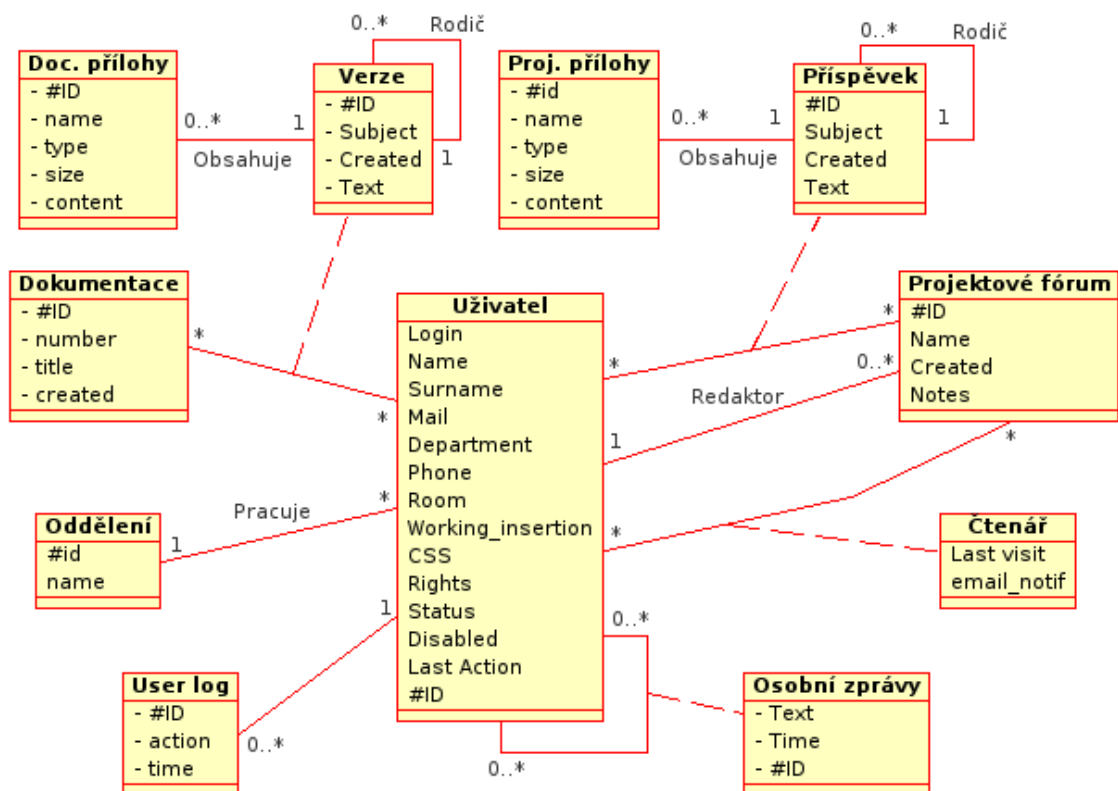 0..*
Rodič
Doc. přílohy
- #ID
- name
- type
- size
- content
0..*
1
Obsahuje
Verze
- #ID
- Subject
- Created
- Text
1
0..*
Rodič
Proj. přílohy
- #id
- name
- type
- size
- content
0..*
1
Obsahuje
Příspěvek
#ID
Subject
Created
Text
1
Dokumentace
- #ID
- number
- title
- created
*
*
Uživatel
Login
Name
Surname
Mail
Department
Phone
Room
Working_insertion
CSS
Rights
Status
Disabled
Last Action
#ID
*
*
Projektové fórum
#ID
Name
Created
Notes
0..*
Redaktor
1
*
*
Oddělení
#id
name
1
Pracuje
*
Čtenář
Last visit
email_notif
1
0..*
User log
- #ID
- action
- time
0..*
0..*
Osobní zprávy
- Text
- Time
- #ID